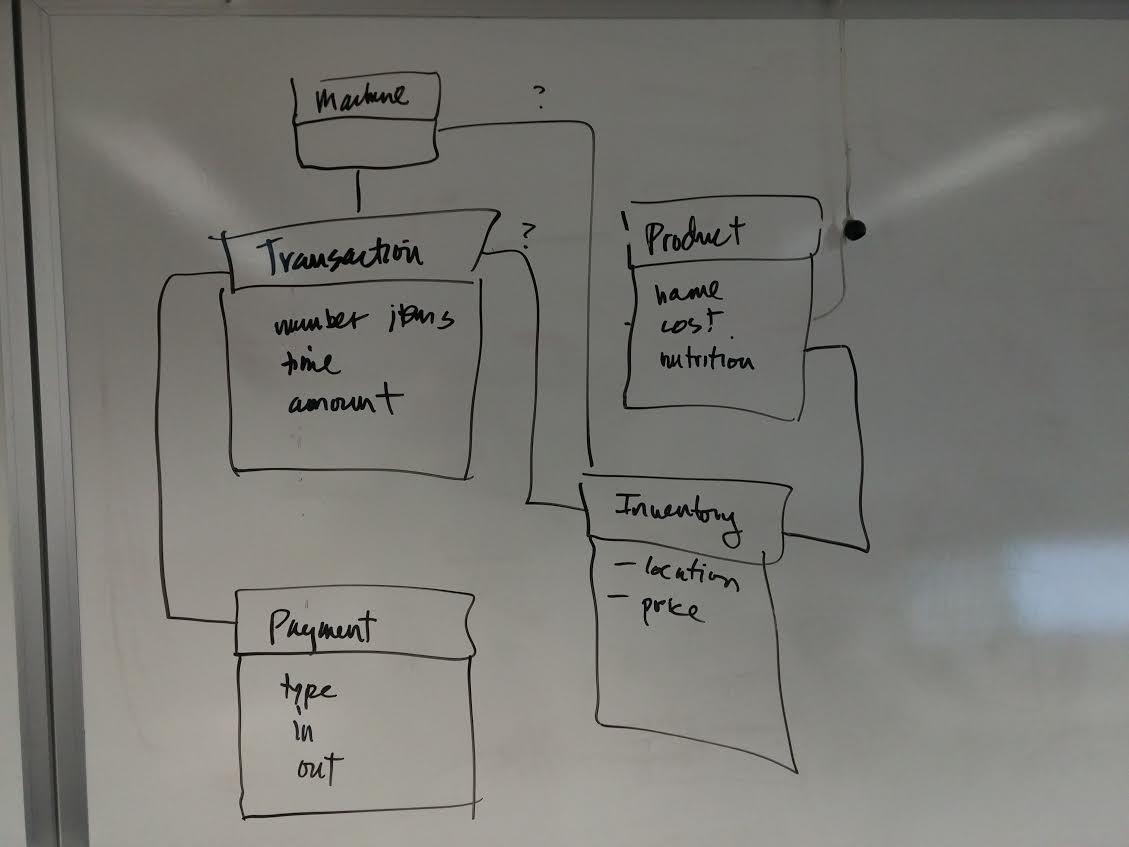 Machine
?
Transaction
?
number items
time
amount
Product
name
cost
nutrition
Inventory
- location
- price
Payment
type
in
out